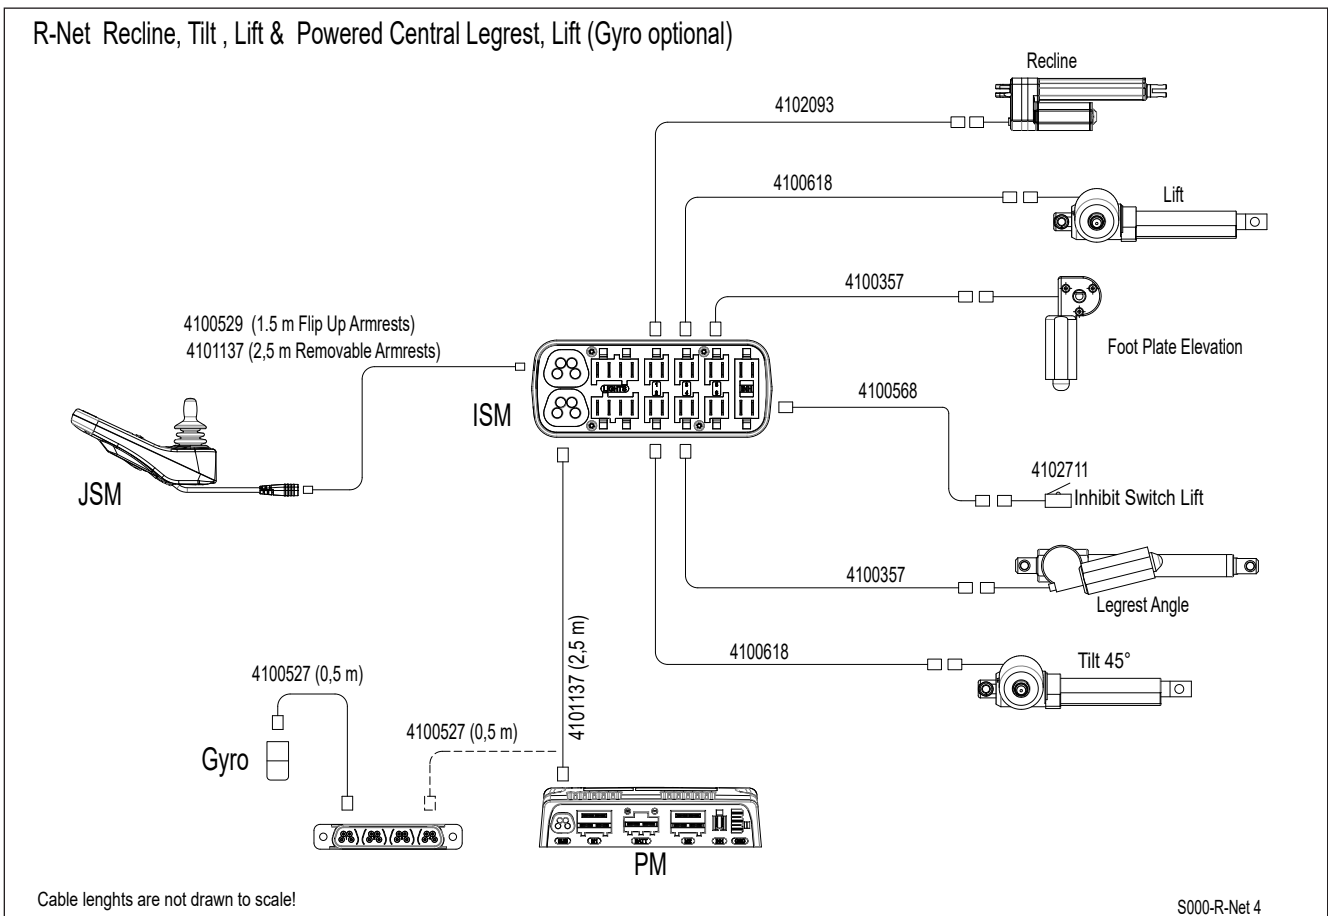 R-Net Recline, Tilt , Lift & Powered Central Legrest, Lift (Gyro optional)
Recline
4102093
4100618
Lift
4100357
Foot Plate Elevation
4100529 (1.5 m Flip Up Armrests)
4101137 (2,5 m Removable Armrests)
ISM
LIGHTS
INH
4100568
4102711
Inhibit Switch Lift
JSM
4100357
Legrest Angle
4101137 (2,5 m)
4100618
Tilt 45°
4100527 (0,5 m)
4100527 (0,5 m)
Gyro
BATT
PM
Cable lenghts are not drawn to scale!
S000-R-Net 4